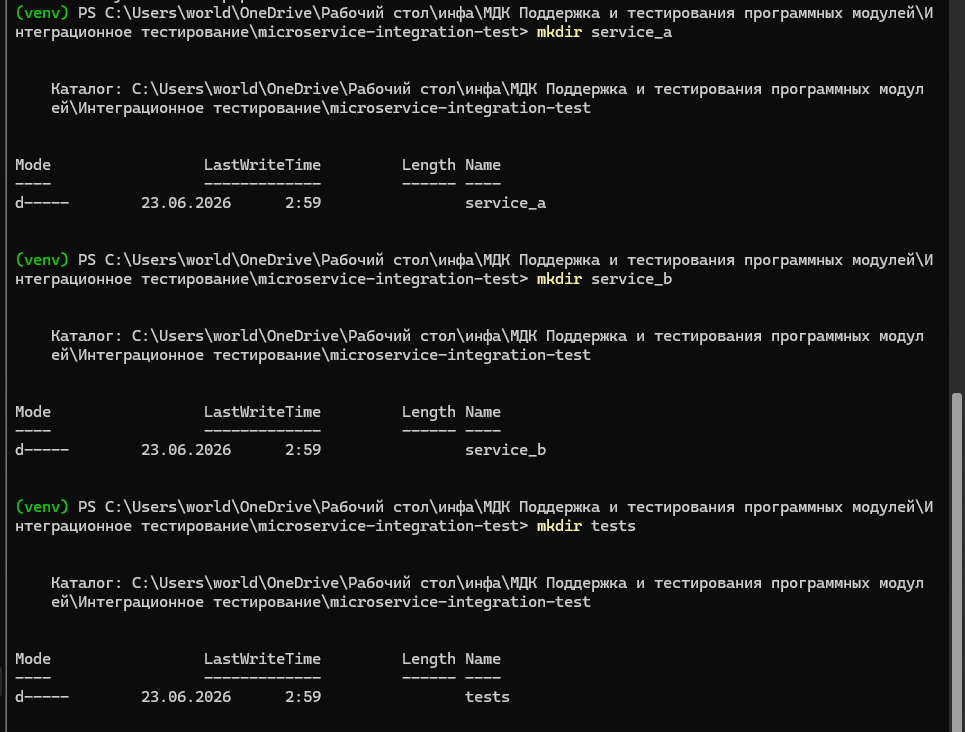 (venv) PS C:\Users\world\OneDrive\Рабочий стол\инфа\МДК Поддержка и тестирования программных модулей\И
нтеграционное тестирование\microservice-integration-test> mkdir service_a
Каталог: C:\Users\world\OneDrive\Рабочий стол\инфа\МДК Поддержка и тестирования программных модул
ей\Интеграционное тестирование\microservice-integration-test
Mode LastWriteTime Length Name
---- ------------- ------ ----
d----- 23.06.2026 2:59 service_a
(venv) PS C:\Users\world\OneDrive\Рабочий стол\инфа\МДК Поддержка и тестирования программных модулей\И
нтеграционное тестирование\microservice-integration-test> mkdir service_b
Каталог: C:\Users\world\OneDrive\Рабочий стол\инфа\МДК Поддержка и тестирования программных модул
ей\Интеграционное тестирование\microservice-integration-test
Mode LastWriteTime Length Name
---- ------------- ------ ----
d----- 23.06.2026 2:59 service_b
(venv) PS C:\Users\world\OneDrive\Рабочий стол\инфа\МДК Поддержка и тестирования программных модулей\И
нтеграционное тестирование\microservice-integration-test> mkdir tests
Каталог: C:\Users\world\OneDrive\Рабочий стол\инфа\МДК Поддержка и тестирования программных модул
ей\Интеграционное тестирование\microservice-integration-test
Mode LastWriteTime Length Name
---- ------------- ------ ----
d----- 23.06.2026 2:59 tests